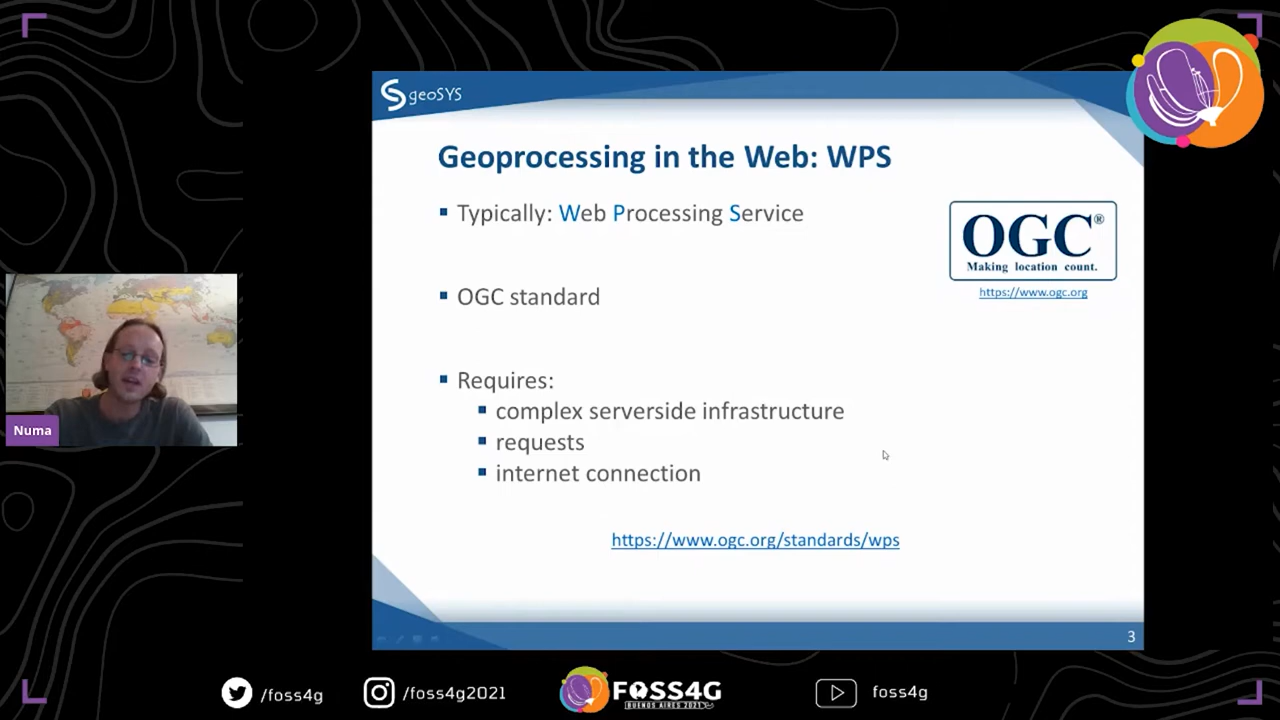 geoSYS
Geoprocessing in the Web: WPS
Typically: Web Processing Service
OGC®
Making location count.
https://www.ogc.org
OGC standard
Requires:
complex serverside infrastructure
requests
internet connection
https://www.ogc.org/standards/wps
3
Numa
/foss4g
/foss4g2021
FOSS4G
BUENOS AIRES 2021
foss4g